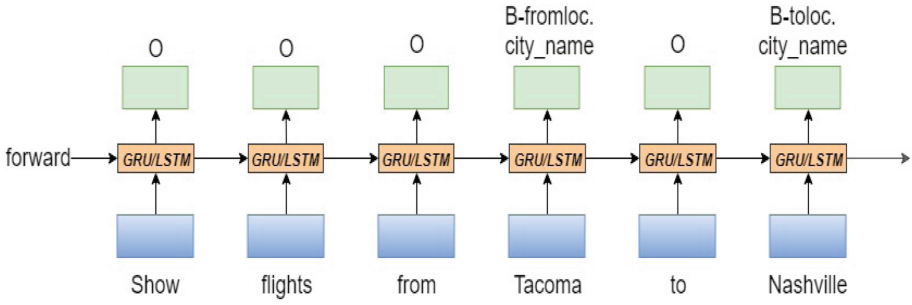 B-fromloc. B-toloc.
O O O city_name O city_name
forward GRU/LSTM GRU/LSTM GRU/LSTM GRU/LSTM GRU/LSTM GRU/LSTM
Show flights from Tacoma to Nashville